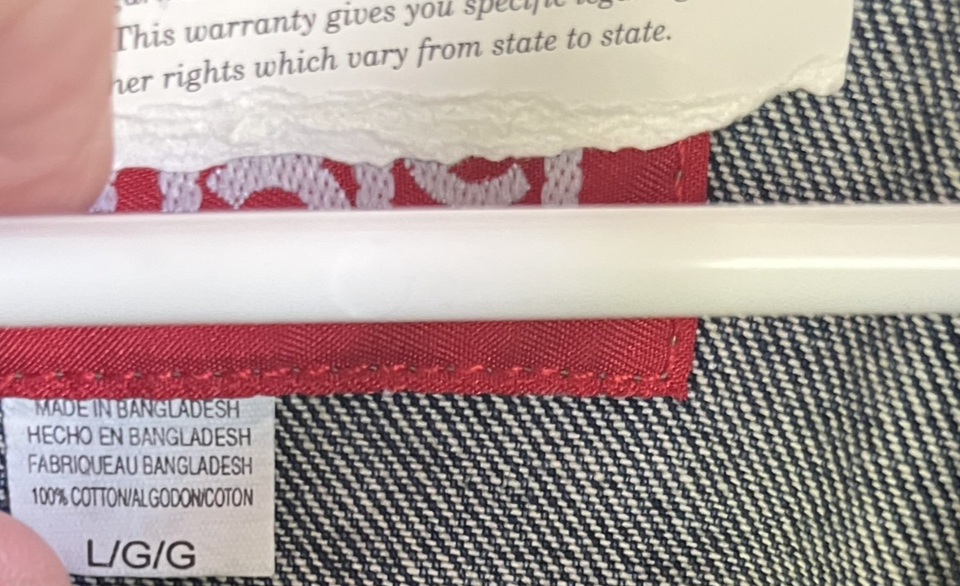 This warranty gives you specific
rights which vary from state to state.
MADE IN BANGLADESH
HECHO EN BANGLADESH
FABRIQUEAU BANGLADESH
100% COTTON/ALGODON/COTON
L/G/G